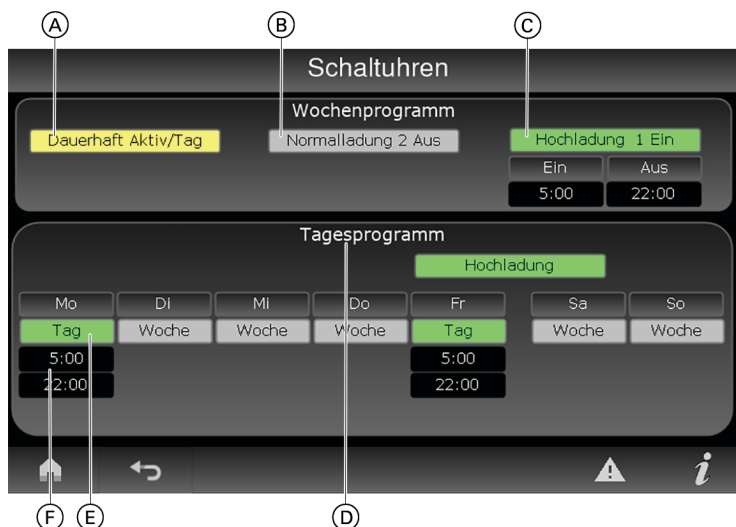 A B C
Schaltuhren
Wochenprogramm
Dauerhaft Aktiv/Tag Normalladung 2 Aus Hochladung 1 Ein
Ein Aus
5:00 22:00
Tagesprogramm
Hochladung
Mo Di Mi Do Fr Sa So
Tag Woche Woche Woche Tag Woche Woche
5:00 5:00
22:00 22:00
i
F E D